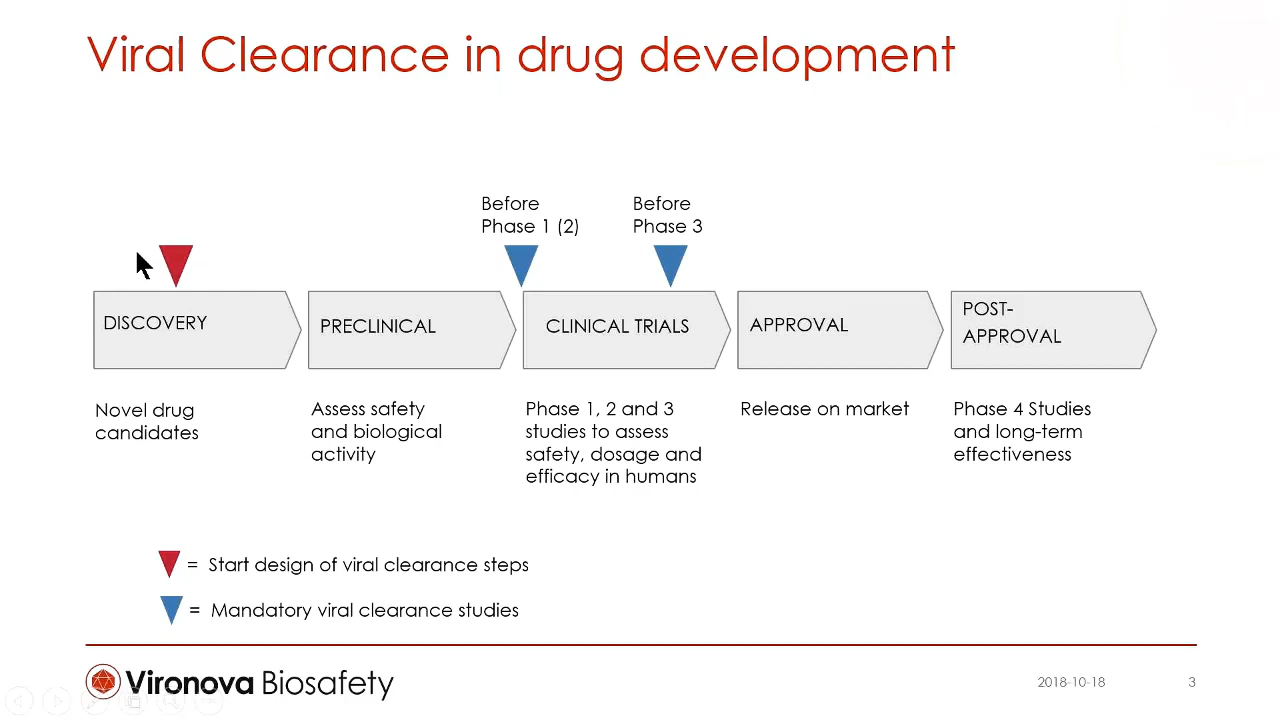 Viral Clearance in drug development
Before
Phase 1 (2)
Before
Phase 3
DISCOVERY
PRECLINICAL
CLINICAL TRIALS
APPROVAL
POST-
APPROVAL
Novel drug
candidates
Assess safety
and biological
activity
Phase 1, 2 and 3
studies to assess
safety, dosage and
efficacy in humans
Release on market
Phase 4 Studies
and long-term
effectiveness
= Start design of viral clearance steps
= Mandatory viral clearance studies
Vironova Biosafety
2018-10-18
3